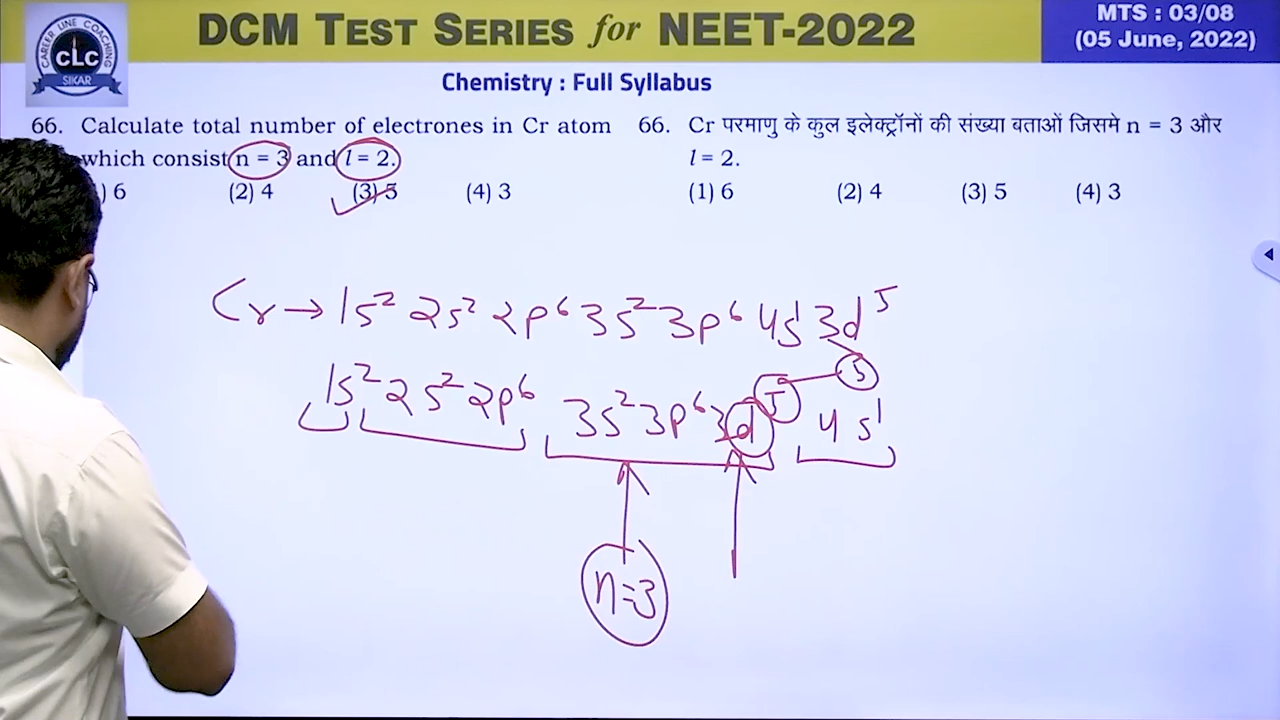 DCM TEST SERIES for NEET-2022
MTS : 03/08
(05 June, 2022)
CAREER LINE COACHING
CLC
SIKAR
Chemistry : Full Syllabus
66. Calculate total number of electrones in Cr atom
which consist n = 3 and l = 2.
) 6 (2) 4 (3) 5 (4) 3
66. Cr परमाणु के कुल इलेक्ट्रॉनों की संख्या बताओं जिसमे n = 3 और
l = 2.
(1) 6 (2) 4 (3) 5 (4) 3
Cr → 1s² 2s² 2p⁶ 3s² 3p⁶ 4s¹ 3d⁵
5
1s² 2s² 2p⁶ 3s² 3p⁶ 3d⁵ 4s¹
n=3